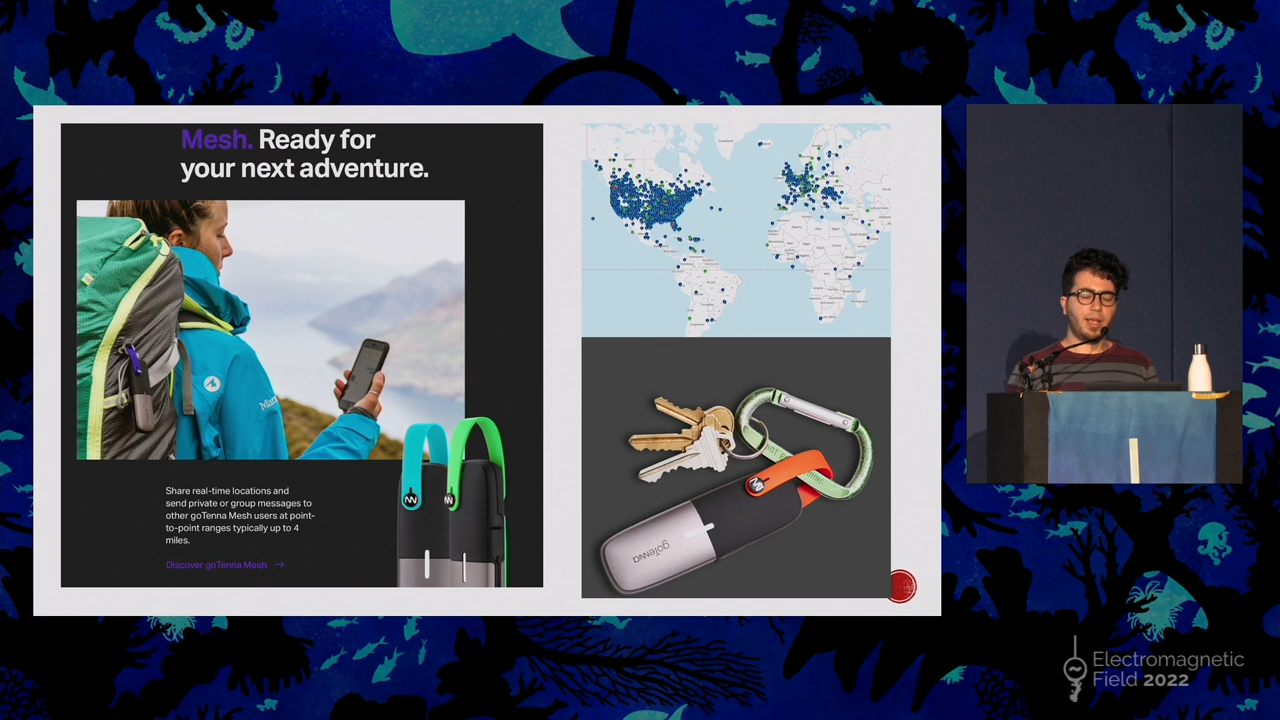 Mesh. Ready for
your next adventure.
Share real-time locations and
send private or group messages to
other goTenna Mesh users at point-
to-point ranges typically up to 4
miles.
Discover goTenna Mesh →
goTenna
Electromagnetic
Field 2022